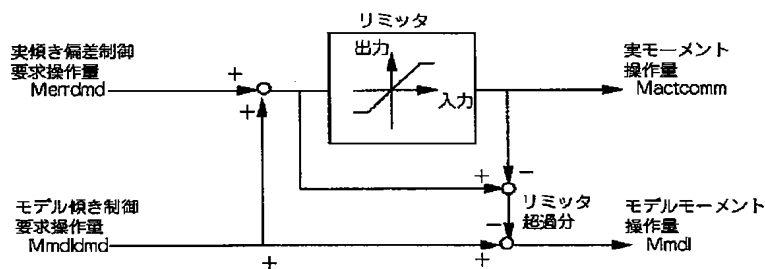 リミッタ
出力
入力
実傾き偏差制御
要求操作量
Merrdmd
+
+
実モーメント
操作量
Mactcomm
+
−
リミッタ
超過分
モデル傾き制御
要求操作量
Mmdldmd
+
−
+
モデルモーメント
操作量
Mmdl